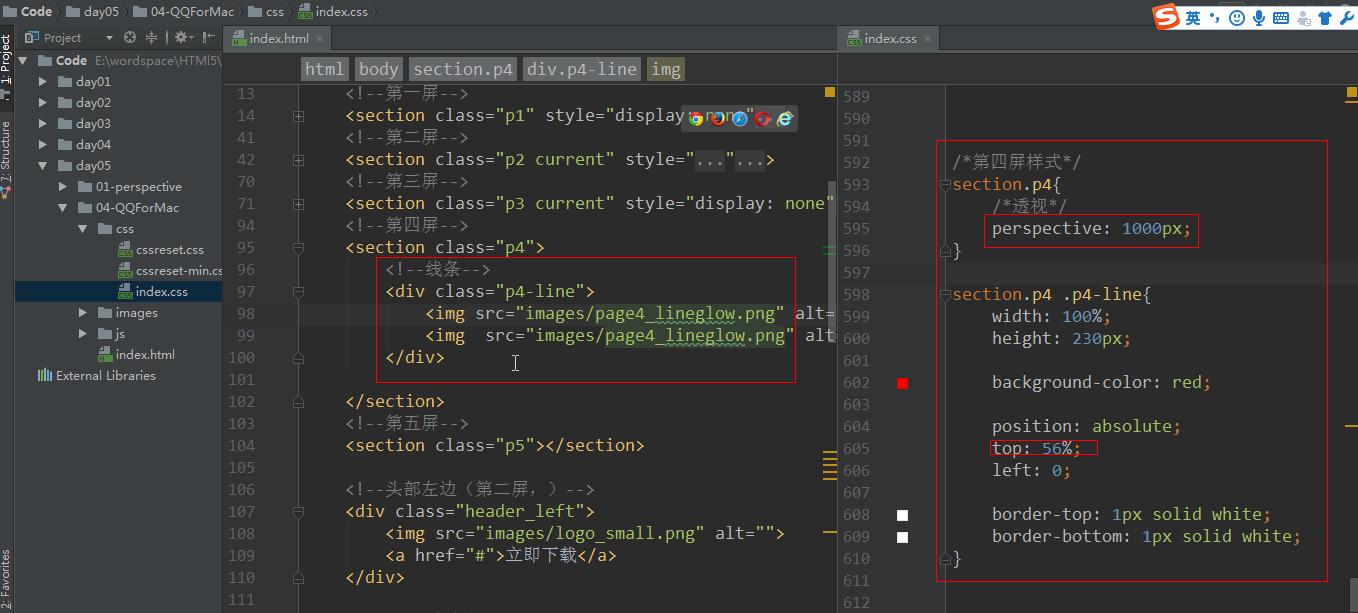 Code day05 04-QQForMac css index.css
英
1: Project
7: Structure
2: Favorites
Project
Code E:\wordspace\HTMl5\
day01
day02
day03
day04
day05
01-perspective
04-QQForMac
css
cssreset.css
cssreset-min.cs
index.css
images
js
index.html
External Libraries
index.html
html body section.p4 div.p4-line img
13 <!--第一屏-->
14 <section class="p1" style="display: none"
41 <!--第二屏-->
42 <section class="p2 current" style="..."...>
70 <!--第三屏-->
71 <section class="p3 current" style="display: none"
94 <!--第四屏-->
95 <section class="p4">
96 <!--线条-->
97 <div class="p4-line">
98 <img src="images/page4_lineglow.png" alt=
99 <img  src="images/page4_lineglow.png" alt
100 </div>
101
102 </section>
103 <!--第五屏-->
104 <section class="p5"></section>
105
106 <!--头部左边（第二屏，）-->
107 <div class="header_left">
108 <img src="images/logo_small.png" alt="">
109 <a href="#">立即下载</a>
110 </div>
111
index.css
589
590
591
592 /*第四屏样式*/
593 section.p4{
594 /*透视*/
595 perspective: 1000px;
596 }
597
598 section.p4 .p4-line{
599 width: 100%;
600 height: 230px;
601
602 background-color: red;
603
604 position: absolute;
605 top: 56%;
606 left: 0;
607
608 border-top: 1px solid white;
609 border-bottom: 1px solid white;
610 }
611
612